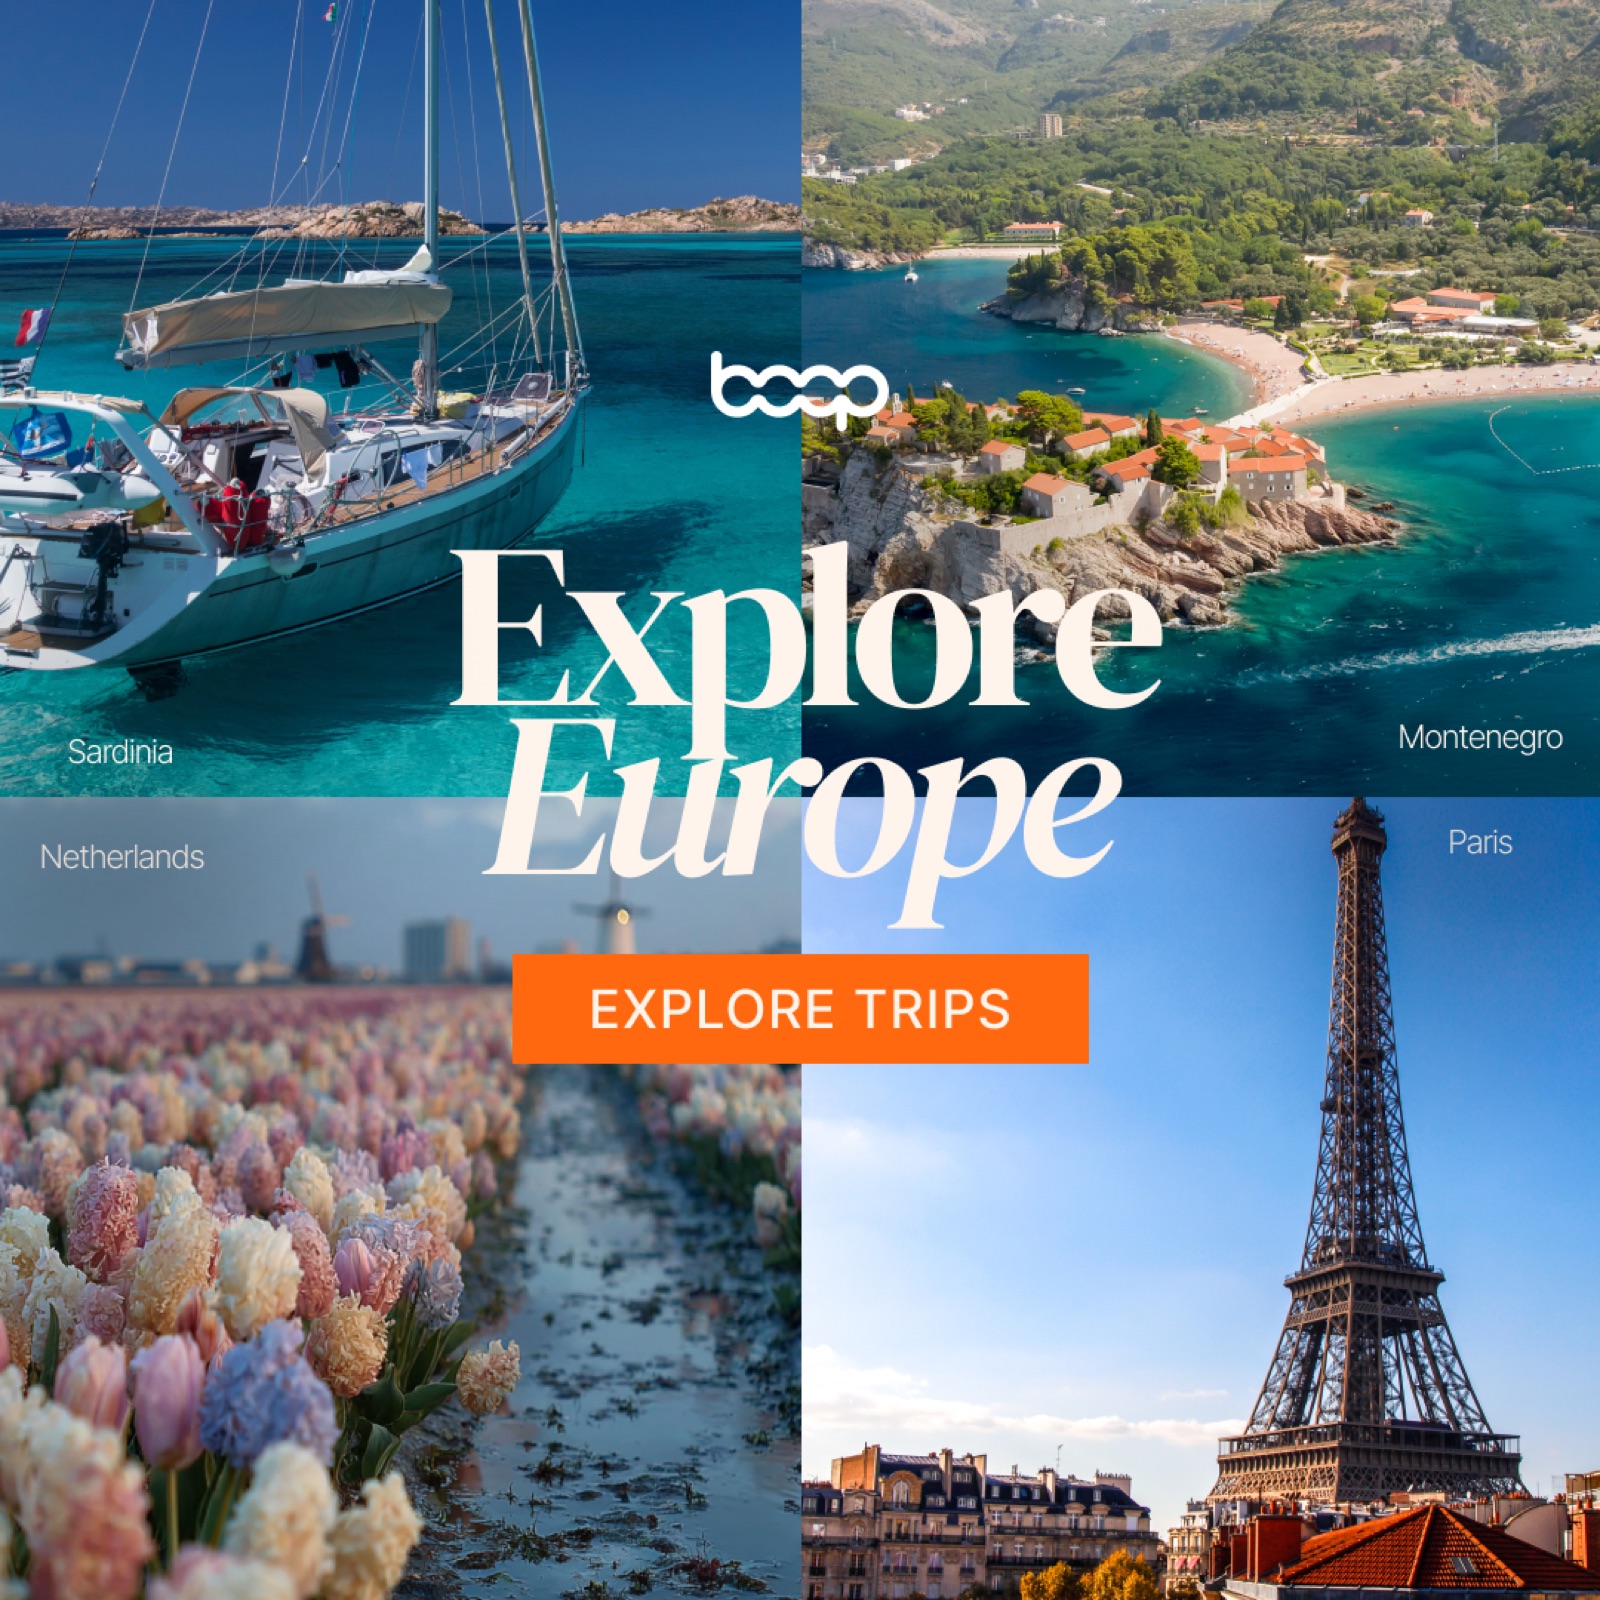 boop
Explore
Europe
Sardinia
Montenegro
Netherlands
Paris
EXPLORE TRIPS